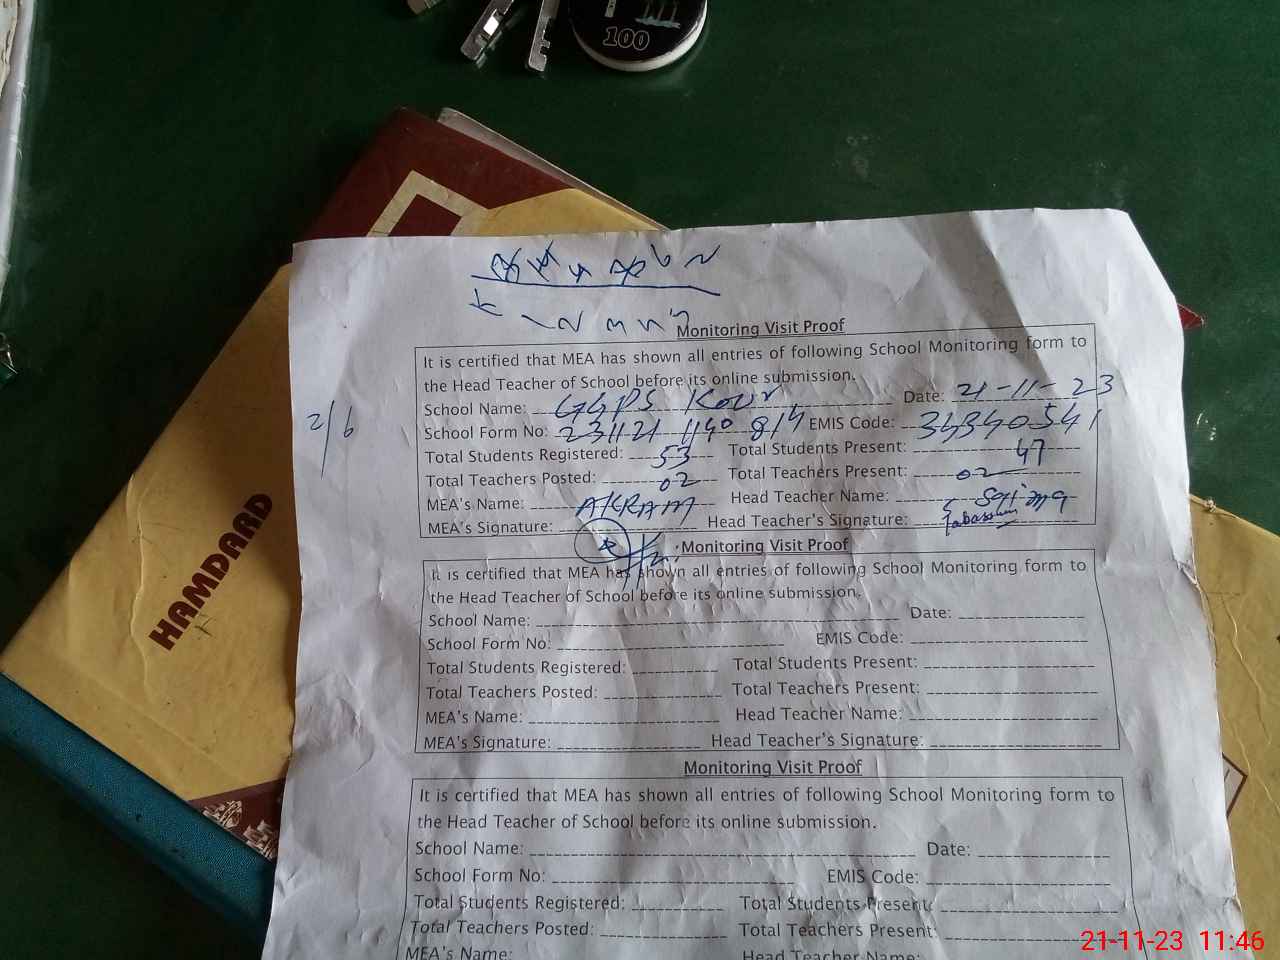 100
HAMDARD
2/6
Monitoring Visit Proof
It is certified that MEA has shown all entries of following School Monitoring form to
the Head Teacher of School before its online submission.
School Name: GGPS Kour Date: 21-11-23
School Form No: 231121 1140 814 EMIS Code: 34340541
Total Students Registered: 53 Total Students Present: 47
Total Teachers Posted: 02 Total Teachers Present: 02
MEA's Name: AKRAM Head Teacher Name:
MEA's Signature: Head Teacher's Signature:
Monitoring Visit Proof
It is certified that MEA has shown all entries of following School Monitoring form to
the Head Teacher of School before its online submission.
School Name: Date:
School Form No: EMIS Code:
Total Students Registered: Total Students Present:
Total Teachers Posted: Total Teachers Present:
MEA's Name: Head Teacher Name:
MEA's Signature: Head Teacher's Signature:
Monitoring Visit Proof
It is certified that MEA has shown all entries of following School Monitoring form to
the Head Teacher of School before its online submission.
School Name: Date:
School Form No: EMIS Code:
Total Students Registered: Total Students Present:
Total Teachers Posted: Total Teachers Present:
MEA's Name: Head Teacher Name:
21-11-23 11:46